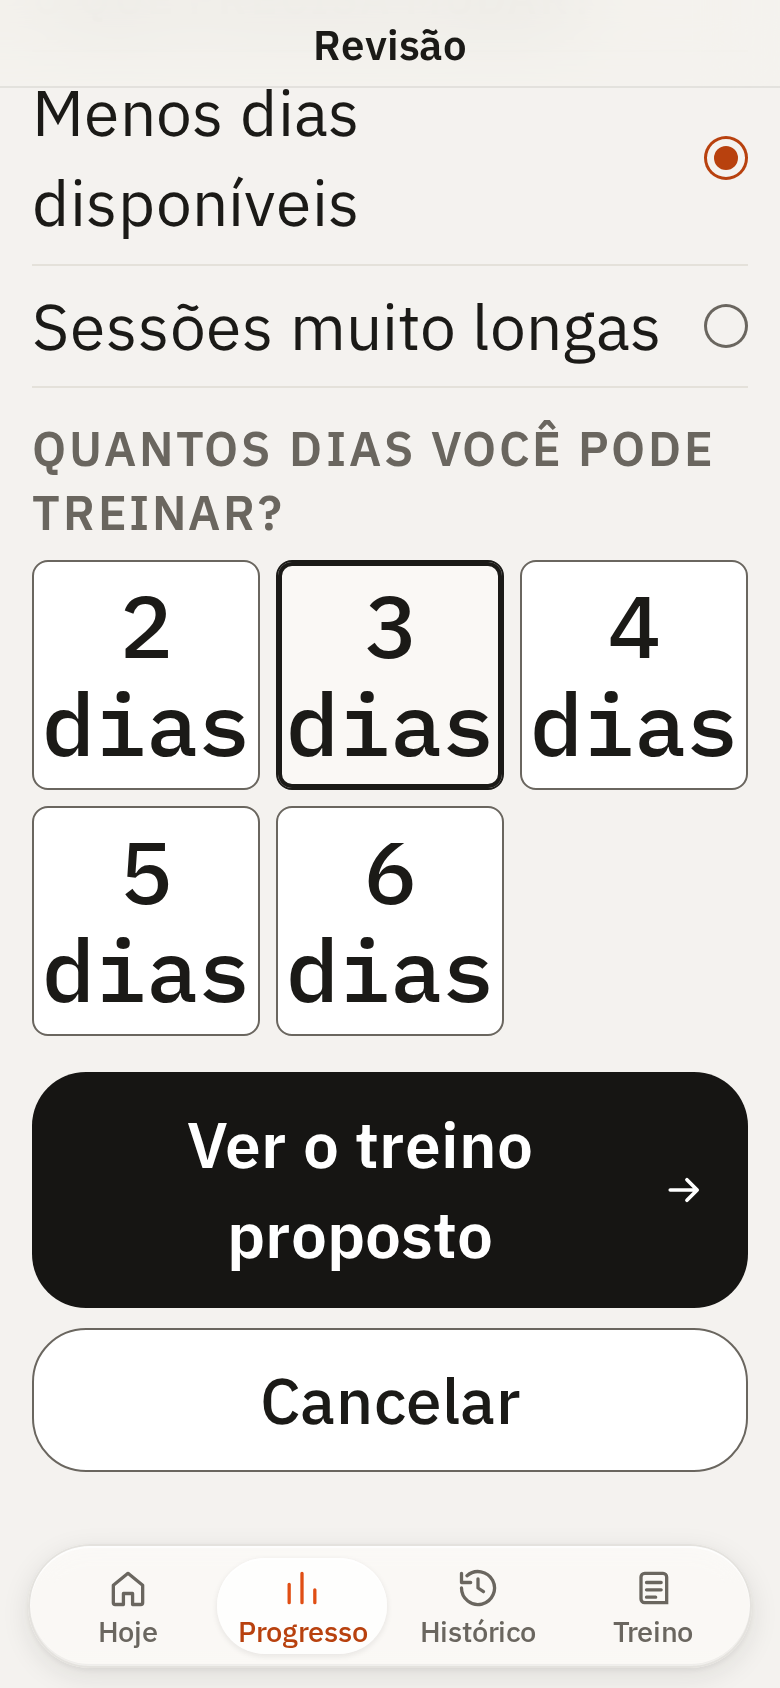 Revisão
Menos dias
disponíveis
Sessões muito longas
QUANTOS DIAS VOCÊ PODE
TREINAR?
2
dias
3
dias
4
dias
5
dias
6
dias
Ver o treino
proposto
Cancelar
Hoje
Progresso
Histórico
Treino